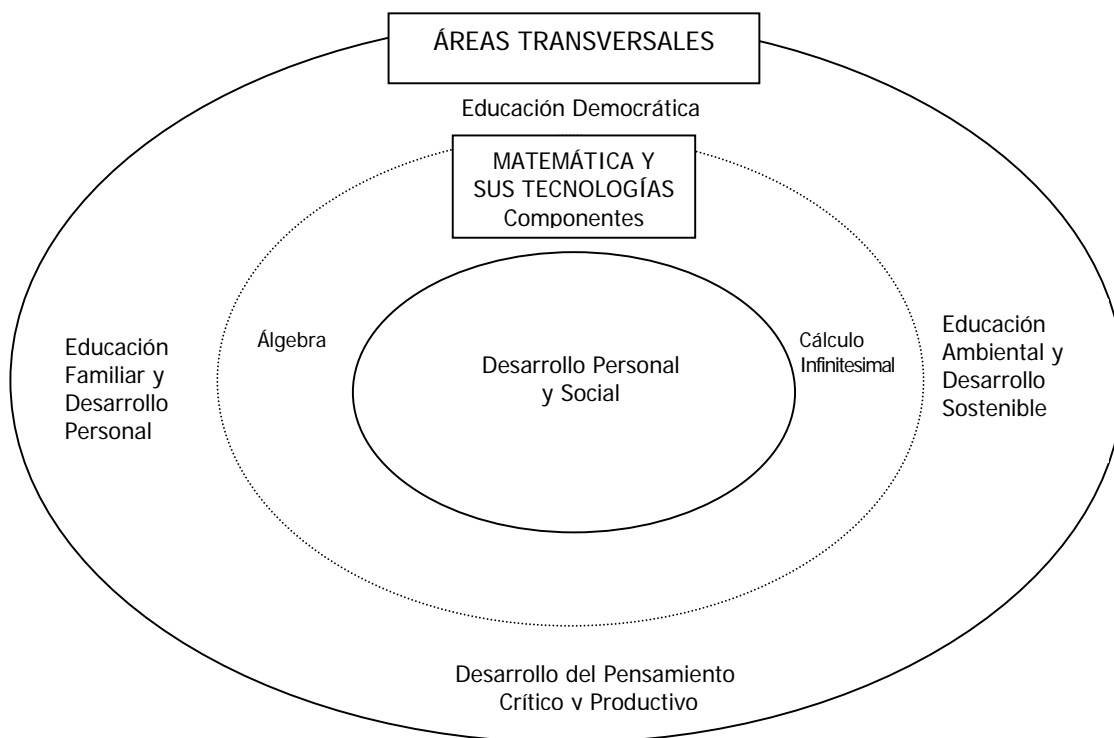 ÁREAS TRANSVERSALES
Educación Democrática
MATEMÁTICA Y
SUS TECNOLOGÍAS
Componentes
Educación
Familiar y
Desarrollo
Personal
Álgebra
Desarrollo Personal
y Social
Cálculo
Infinitesimal
Educación
Ambiental y
Desarrollo
Sostenible
Desarrollo del Pensamiento
Crítico y Productivo